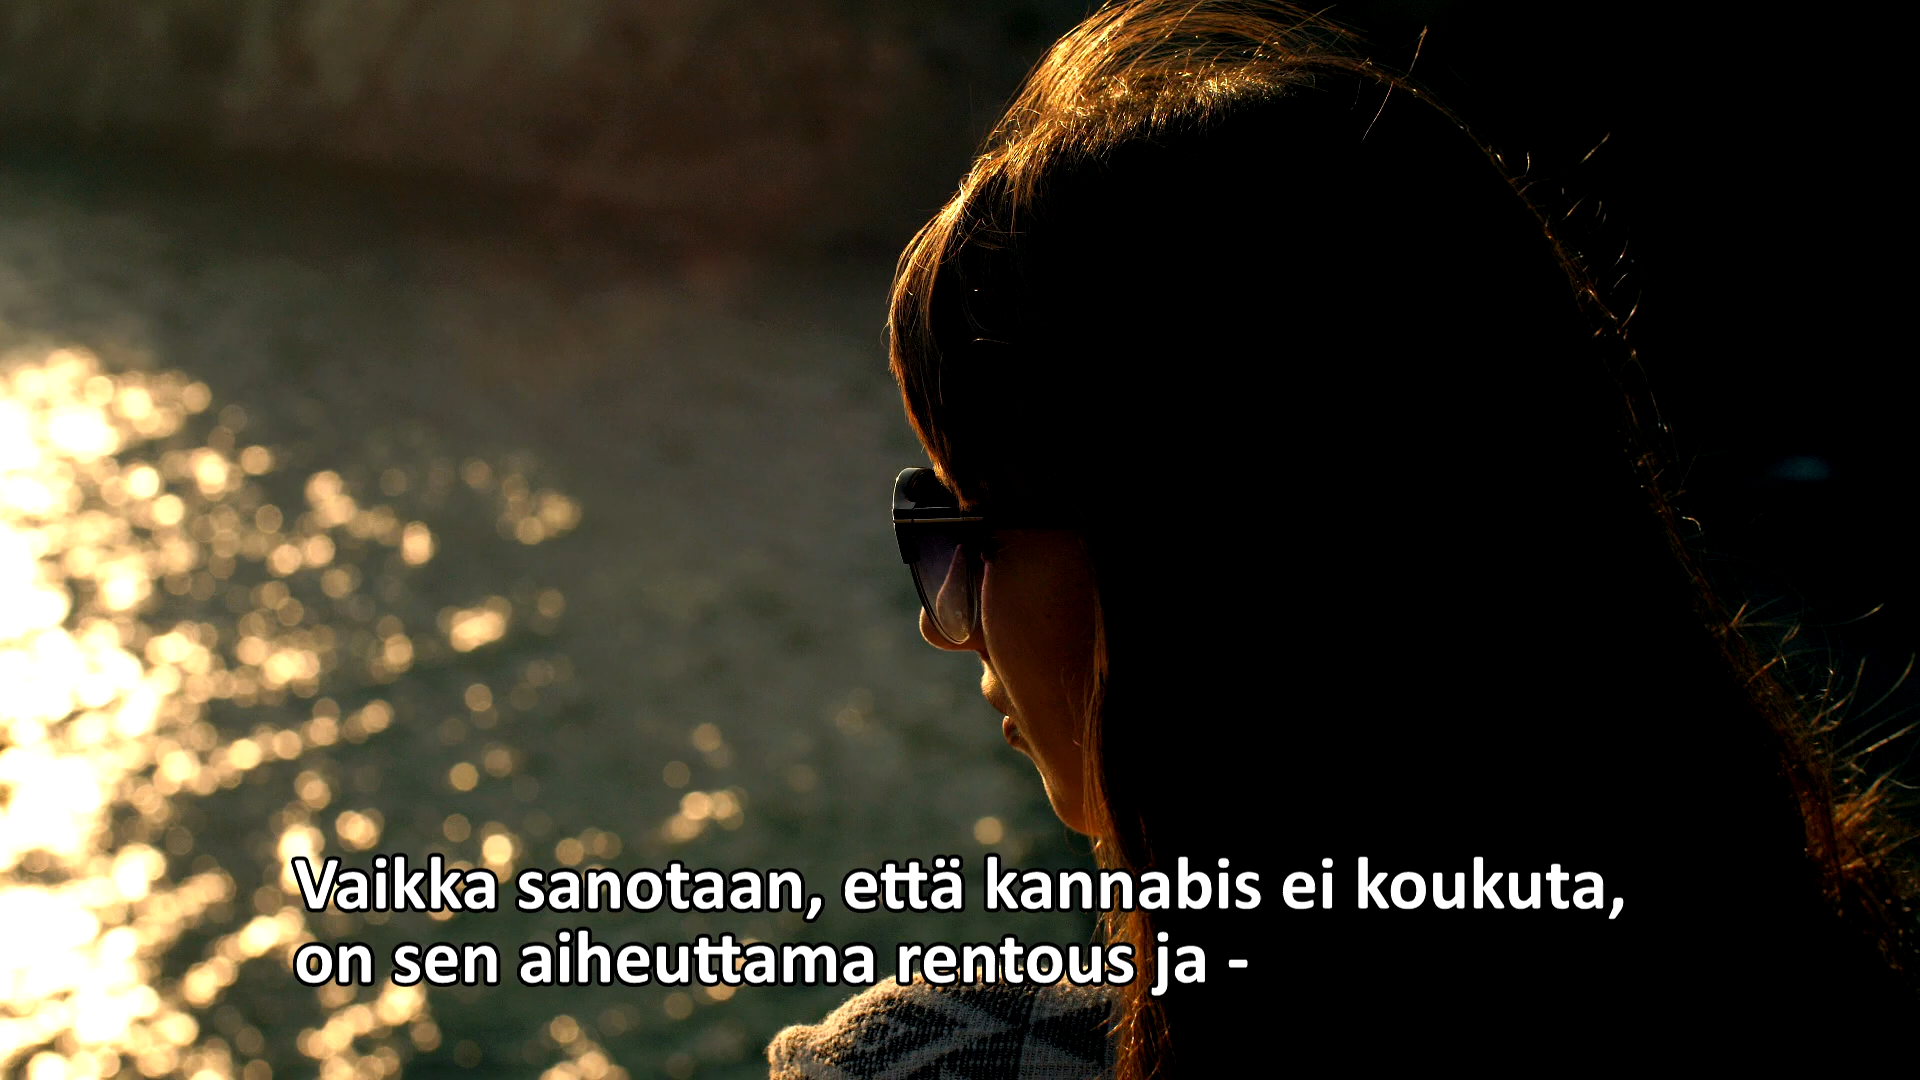 Vaikka sanotaan, että kannabis ei koukuta,
on sen aiheuttama rentous ja -